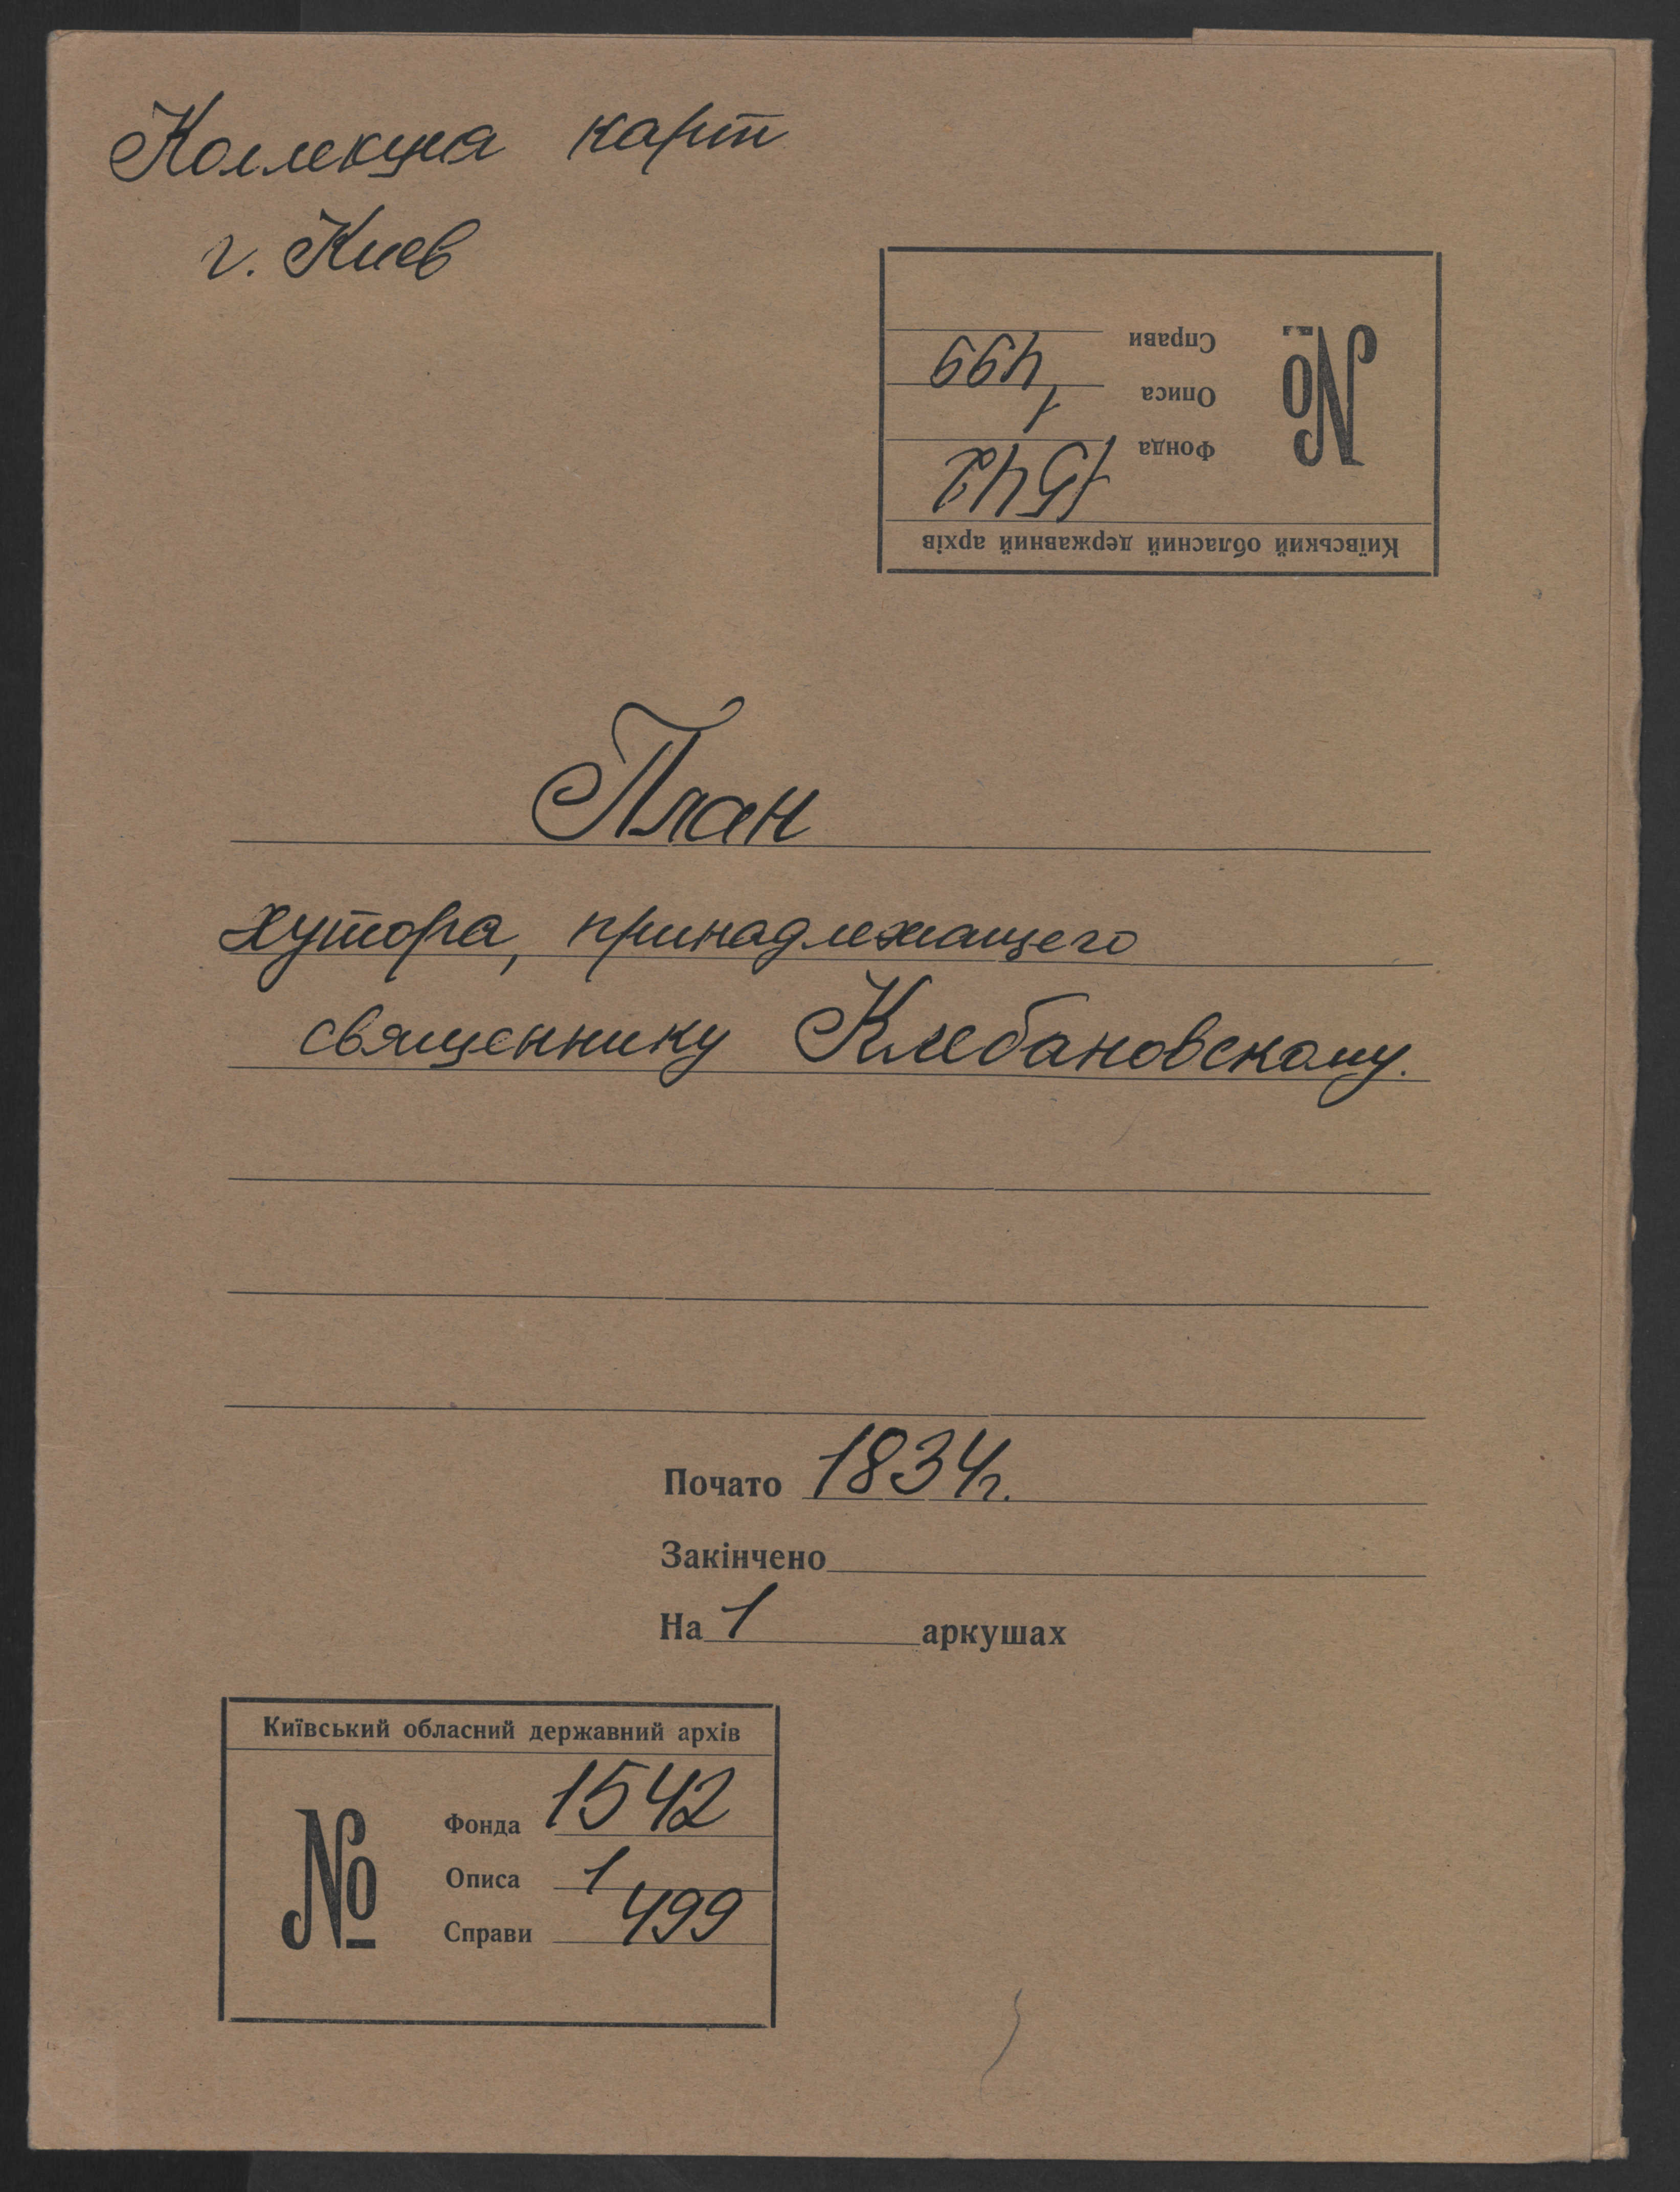 Коллекция карт
г. Киев
Київський обласний державний архів
№
Фонда 1542
Описа 1
Справи 499
План
хутора, принадлежащего
священнику Клебановскому.
Почато 1834г.
Закінчено
На 1 аркушах
Київський обласний державний архів
№
Фонда 1542
Описа 1
Справи 499